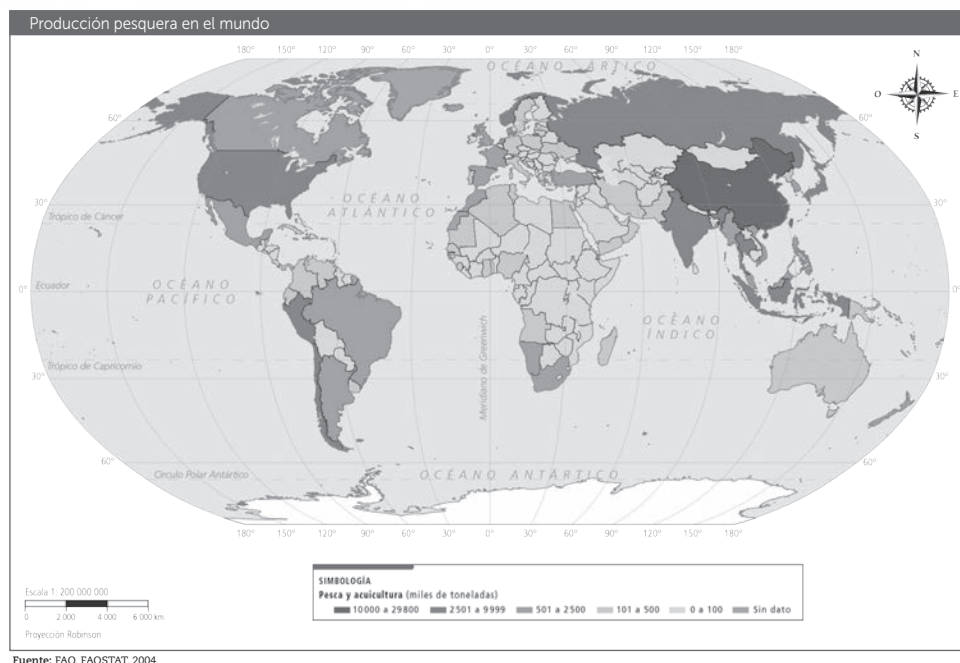 Producción pesquera en el mundo
180° 150° 120° 90° 60° 30° 0° 30° 60° 90° 120° 150° 180°
OCÉANO ÁRTICO
N
O E
S
60° 60°
30° 30°
OCÉANO
ATLÁNTICO
Trópico de Cáncer
Ecuador
0° 0°
OCÉANO
PACÍFICO
OCÉANO
ÍNDICO
Meridiano de Greenwich
Trópico de Capricornio
30° 30°
60° 60°
Círculo Polar Antártico
OCÉANO ANTÁRTICO
180° 150° 120° 90° 60° 30° 0° 30° 60° 90° 120° 150° 180°
SIMBOLOGÍA
Pesca y acuicultura (miles de toneladas)
10000 a 29800 2501 a 9999 501 a 2500 101 a 500 0 a 100 Sin dato
Escala 1: 200 000 000
0 2 000 4 000 6 000 km
Proyección Robinson
Fuente: FAO, FAOSTAT, 2004.